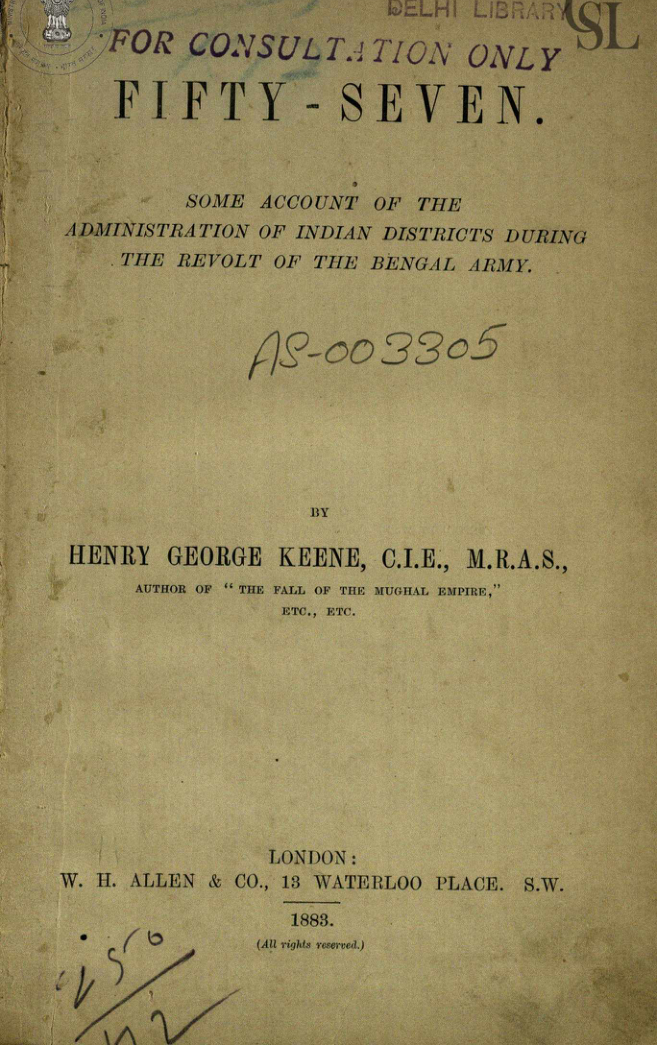 DELHI LIBRARY
SL
FOR CONSULTATION ONLY
FIFTY-SEVEN.
SOME ACCOUNT OF THE
ADMINISTRATION OF INDIAN DISTRICTS DURING
THE REVOLT OF THE BENGAL ARMY.
AS-003305
BY
HENRY GEORGE KEENE, C.I.E., M.R.A.S.,
AUTHOR OF “THE FALL OF THE MUGHAL EMPIRE,”
ETC., ETC.
LONDON:
W. H. ALLEN & CO., 13 WATERLOO PLACE. S.W.
1883.
(All rights reserved.)